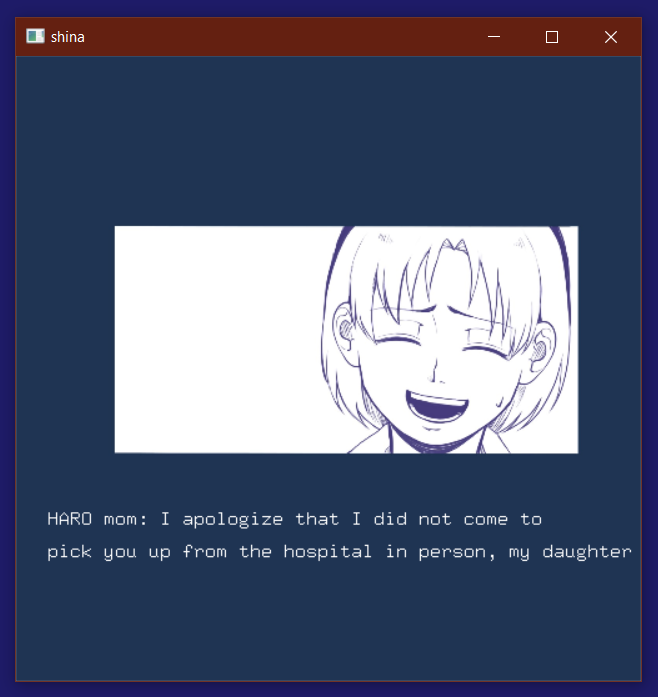 shina
HARO mom: I apologize that I did not come to
pick you up from the hospital in person, my daughter